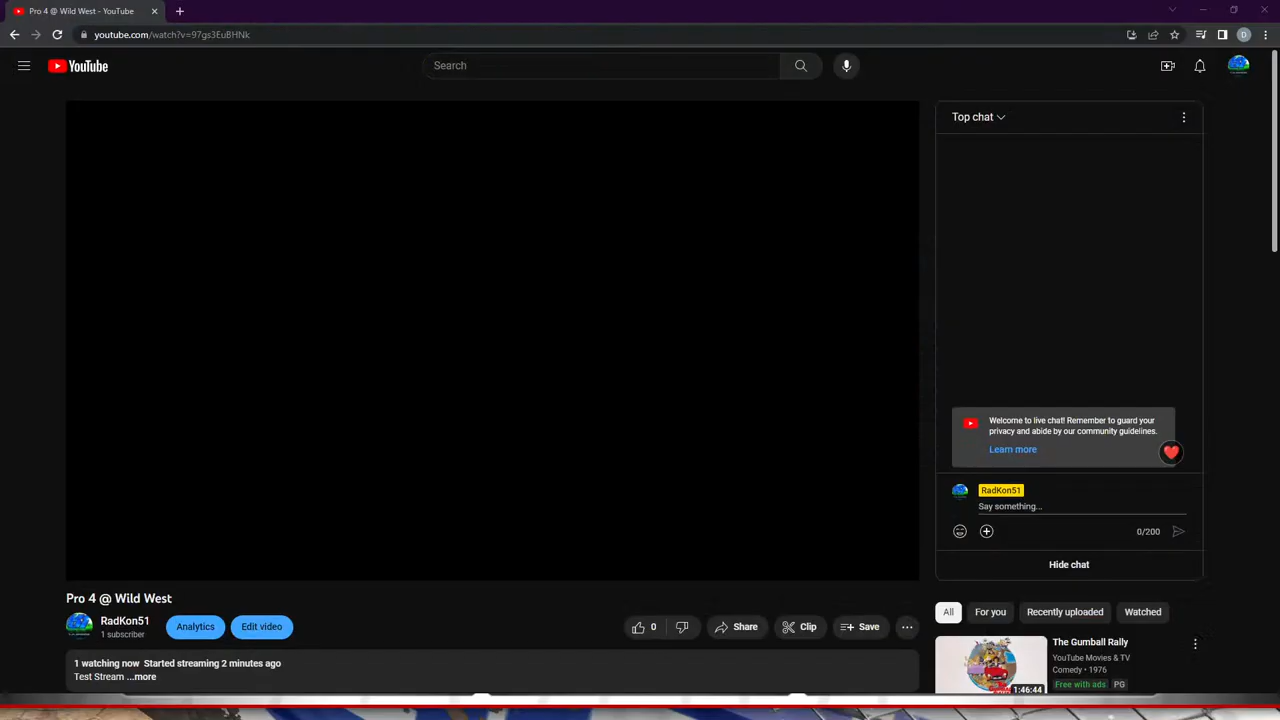 Pro 4 @ Wild West - YouTube
youtube.com/watch?v=97gs3EuBHNk
D
YouTube
Search
Top chat
Welcome to live chat! Remember to guard your
privacy and abide by our community guidelines.
Learn more
RadKon51
Say something...
0/200
Hide chat
Pro 4 @ Wild West
RadKon51
1 subscriber
Analytics
Edit video
0
Share
Clip
Save
1 watching now Started streaming 2 minutes ago
Test Stream ...more
All
For you
Recently uploaded
Watched
The Gumball Rally
YouTube Movies & TV
Comedy • 1976
Free with ads PG
1:46:44